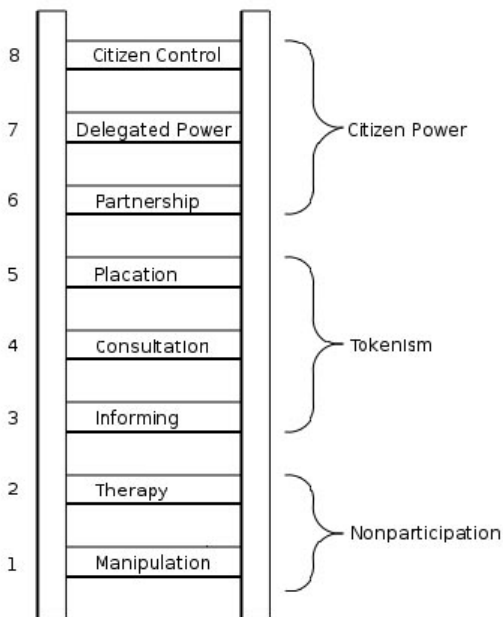 8 Citizen Control
7 Delegated Power
Citizen Power
6 Partnership
5 Placation
4 Consultation
Tokenism
3 Informing
2 Therapy
Nonparticipation
1 Manipulation